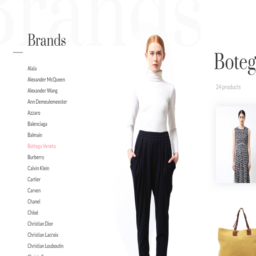 Brands
Brands
Alaïa
Alexander McQueen
Alexander Wang
Ann Demeulemeester
Azzaro
Balenciaga
Balmain
Bottega Veneta
Burberry
Calvin Klein
Cartier
Carven
Chanel
Chloé
Christian Dior
Christian Lacroix
Christian Louboutin
Boteg
14 products